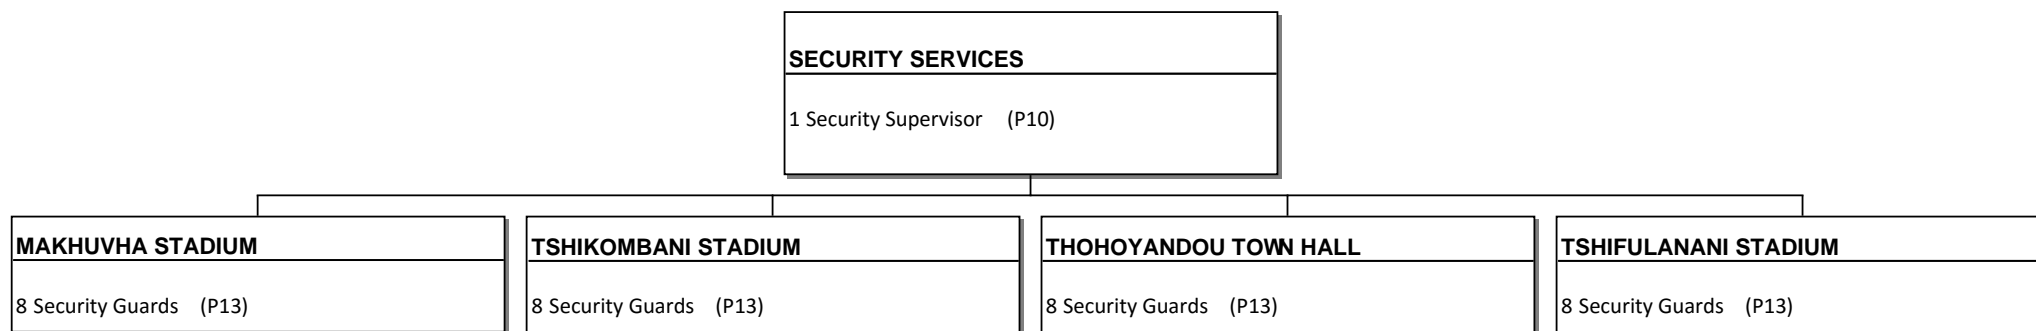 SECURITY SERVICES
1 Security Supervisor (P10)
MAKHUVHA STADIUM
8 Security Guards (P13)
TSHIKOMBANI STADIUM
8 Security Guards (P13)
THOHOYANDOU TOWN HALL
8 Security Guards (P13)
TSHIFULANANI STADIUM
8 Security Guards (P13)